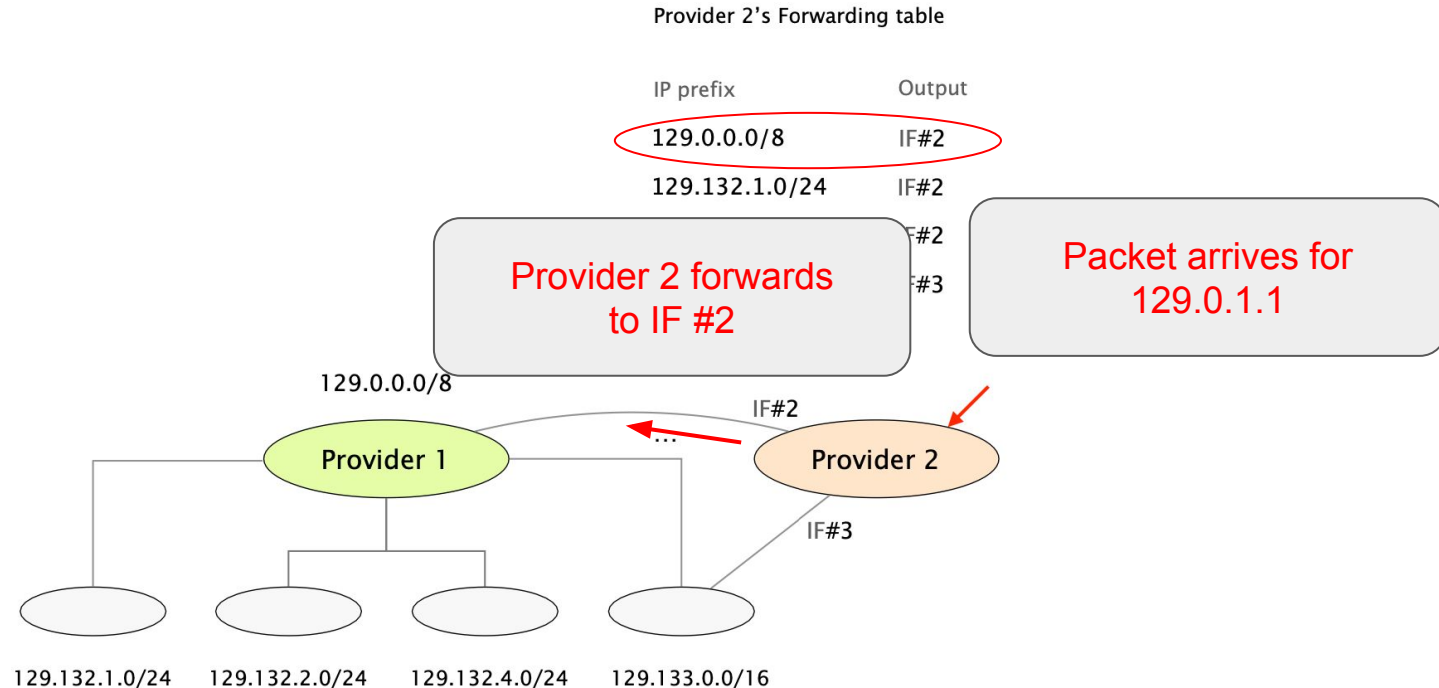 Provider 2's Forwarding table
IP prefix Output
129.0.0.0/8 IF#2
129.132.1.0/24 IF#2
#2
#3
Provider 2 forwards
to IF #2
Packet arrives for
129.0.1.1
129.0.0.0/8
IF#2
...
Provider 1
Provider 2
IF#3
129.132.1.0/24 129.132.2.0/24 129.132.4.0/24 129.133.0.0/16